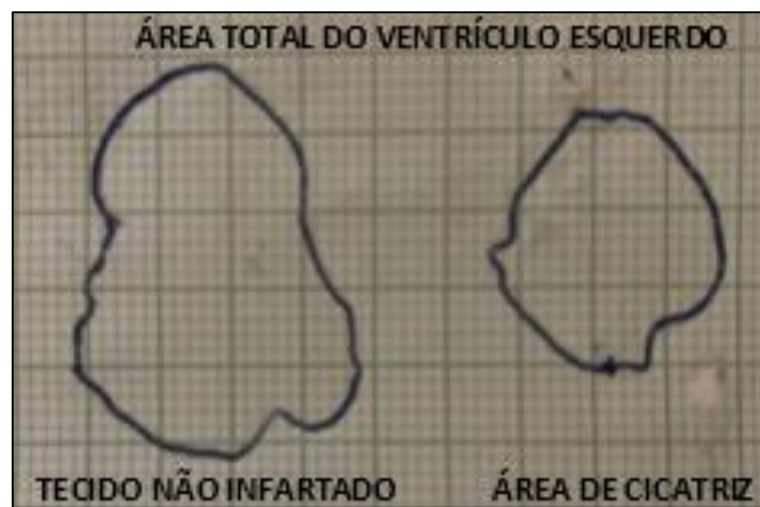 ÁREA TOTAL DO VENTRÍCULO ESQUERDO
TECIDO NÃO INFARTADO
ÁREA DE CICATRIZ